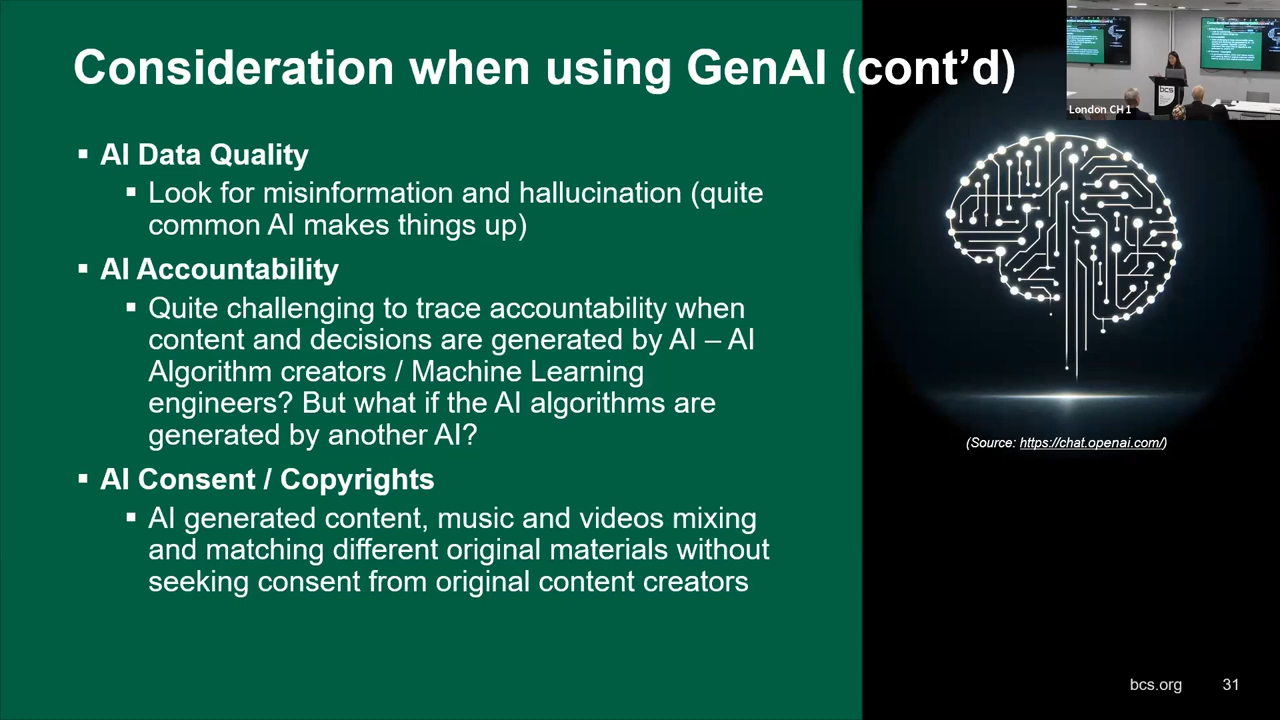 Consideration when using GenAI (cont’d)
London CH1
▪ AI Data Quality
▪ Look for misinformation and hallucination (quite
common AI makes things up)
▪ AI Accountability
▪ Quite challenging to trace accountability when
content and decisions are generated by AI – AI
Algorithm creators / Machine Learning
engineers? But what if the AI algorithms are
generated by another AI?
▪ AI Consent / Copyrights
▪ AI generated content, music and videos mixing
and matching different original materials without
seeking consent from original content creators
(Source: https://chat.openai.com/)
bcs
bcs.org
31